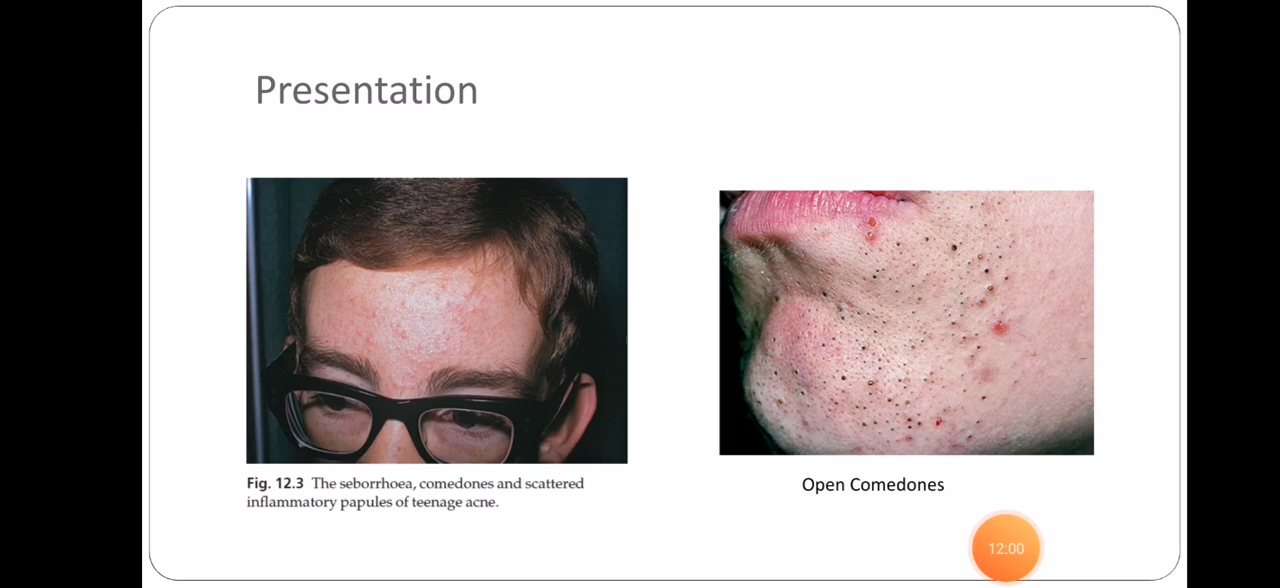 Presentation
Fig. 12.3 The seborrhoea, comedones and scattered
inflammatory papules of teenage acne.
Open Comedones
12:00